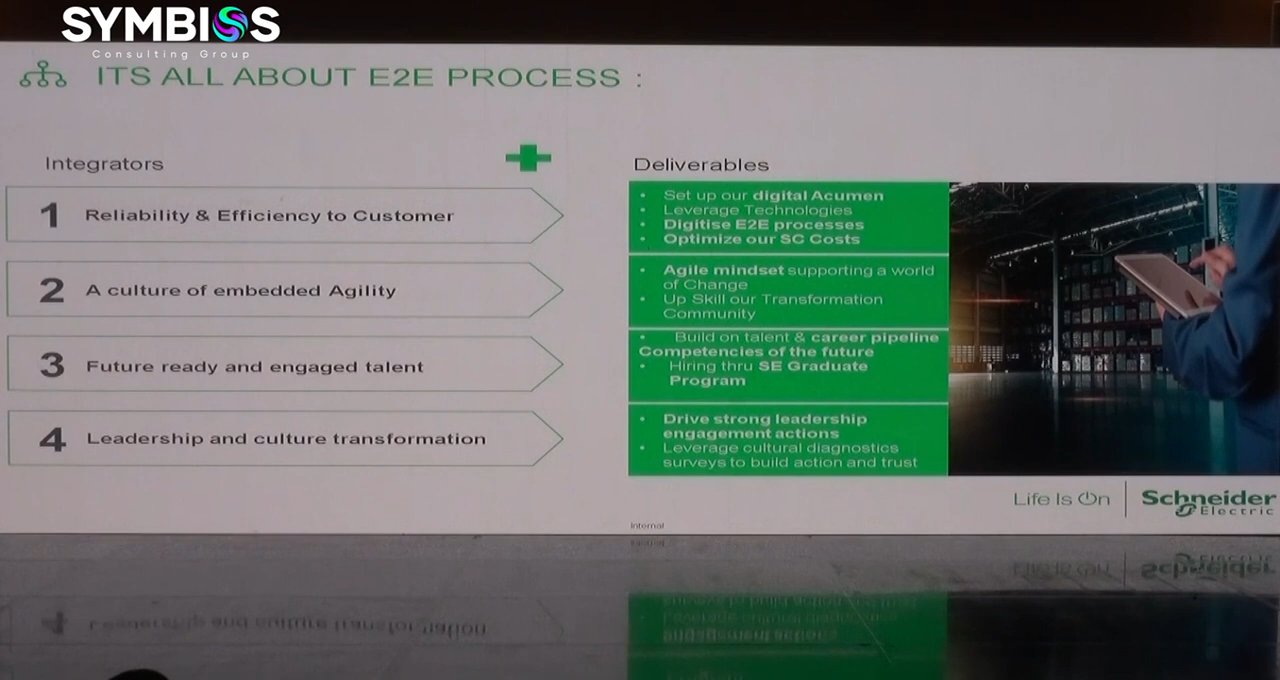 SYMBIOS
Consulting Group
ITS ALL ABOUT E2E PROCESS :
Integrators
Deliverables
1 Reliability & Efficiency to Customer
• Set up our digital Acumen
• Leverage Technologies
• Digitise E2E processes
• Optimize our SC Costs
2 A culture of embedded Agility
• Agile mindset supporting a world
of Change
• Up Skill our Transformation
Community
3 Future ready and engaged talent
• Build on talent & career pipeline
Competencies of the future
• Hiring thru SE Graduate
Program
4 Leadership and culture transformation
• Drive strong leadership
engagement actions
• Leverage cultural diagnostics
surveys to build action and trust
Life Is On
Schneider
Electric
Internal